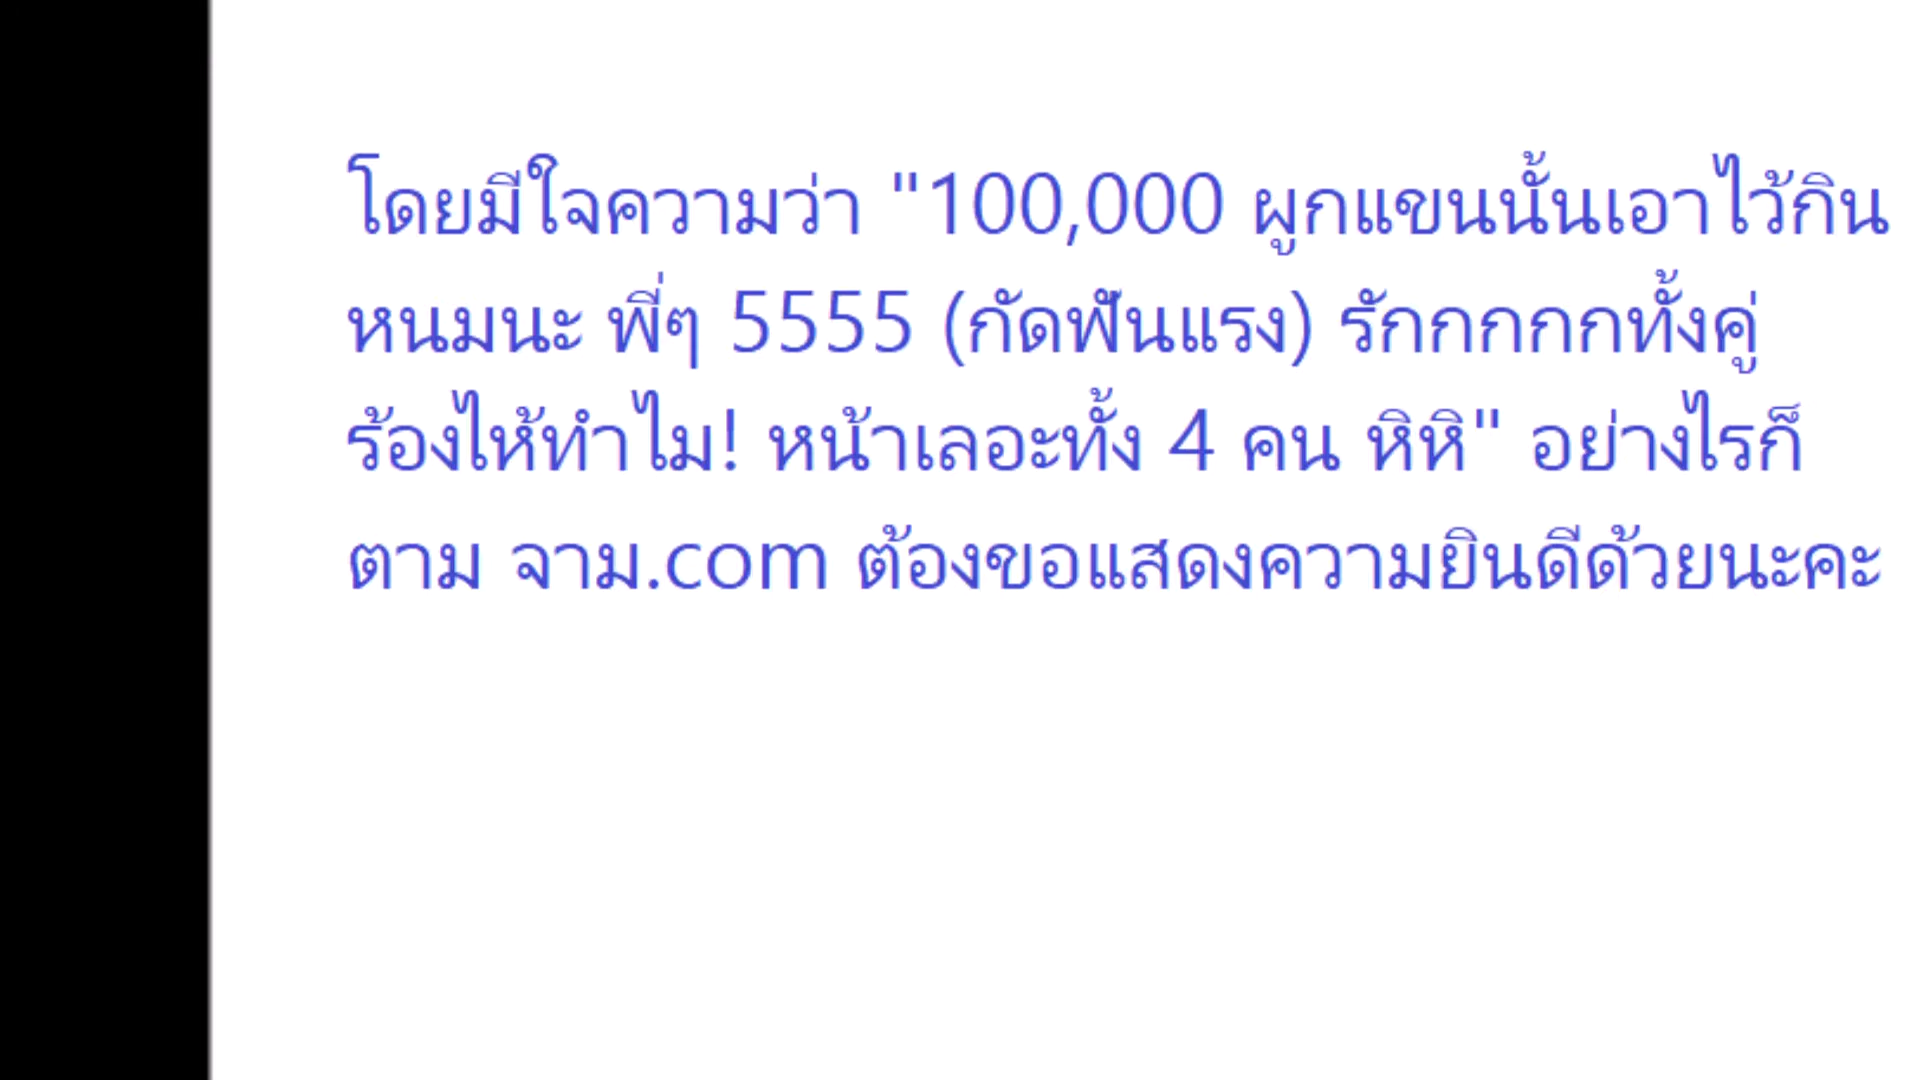 โดยมีใจความว่า "100,000 ผูกแขนนั้นเอาไว้กิน
หนมนะ พี่ๆ 5555 (กัดฟันแรง) รักกกกกทั้งคู่
ร้องไห้ทำไม! หน้าเลอะทั้ง 4 คน หิหิ" อย่างไรก็
ตาม จาม.com ต้องขอแสดงความยินดีด้วยนะคะ